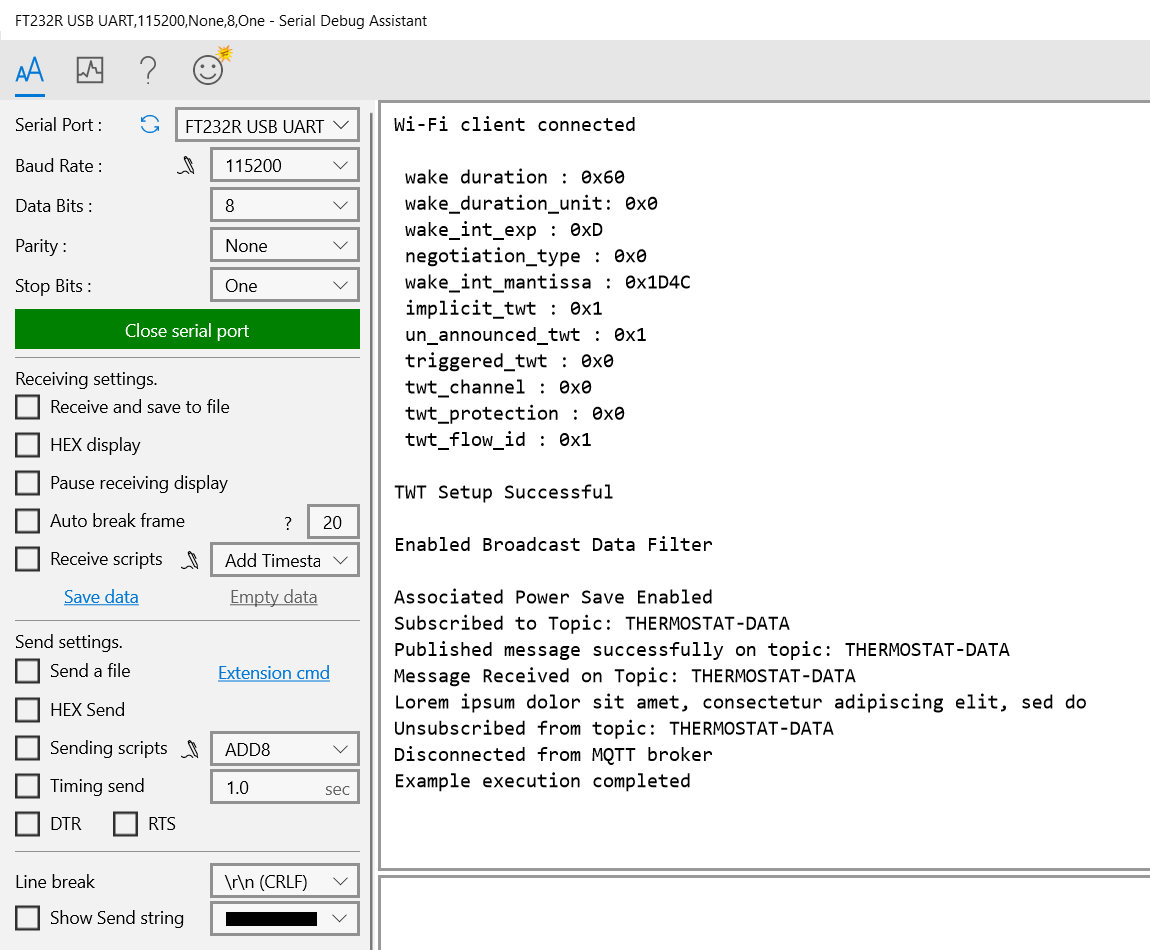 FT232R USB UART,115200,None,8,One - Serial Debug Assistant
AA
?
Serial Port :
FT232R USB UART
Baud Rate :
115200
Data Bits :
8
Parity :
None
Stop Bits :
One
Close serial port
Receiving settings.
Receive and save to file
HEX display
Pause receiving display
Auto break frame
?
20
Receive scripts
Add Timesta
Save data
Empty data
Send settings.
Send a file
Extension cmd
HEX Send
Sending scripts
ADD8
Timing send
1.0
sec
DTR
RTS
Line break
\r\n (CRLF)
Show Send string
Wi-Fi client connected
wake duration : 0x60
wake_duration_unit: 0x0
wake_int_exp : 0xD
negotiation_type : 0x0
wake_int_mantissa : 0x1D4C
implicit_twt : 0x1
un_announced_twt : 0x1
triggered_twt : 0x0
twt_channel : 0x0
twt_protection : 0x0
twt_flow_id : 0x1
TWT Setup Successful
Enabled Broadcast Data Filter
Associated Power Save Enabled
Subscribed to Topic: THERMOSTAT-DATA
Published message successfully on topic: THERMOSTAT-DATA
Message Received on Topic: THERMOSTAT-DATA
Lorem ipsum dolor sit amet, consectetur adipiscing elit, sed do
Unsubscribed from topic: THERMOSTAT-DATA
Disconnected from MQTT broker
Example execution completed